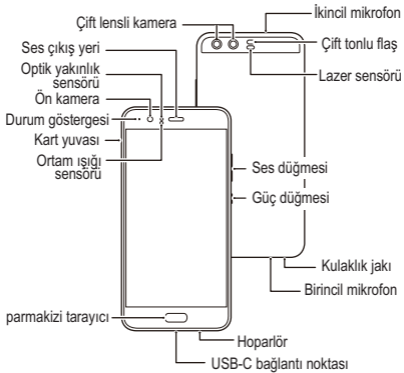 Çift lensli kamera
İkincil mikrofon
Ses çıkış yeri
Çift tonlu flaş
Optik yakınlık
sensörü
Lazer sensörü
Ön kamera
Durum göstergesi
Kart yuvası
Ortam ışığı
sensörü
Ses düğmesi
Güç düğmesi
Kulaklık jakı
Birincil mikrofon
parmakizi tarayıcı
Hoparlör
USB-C bağlantı noktası